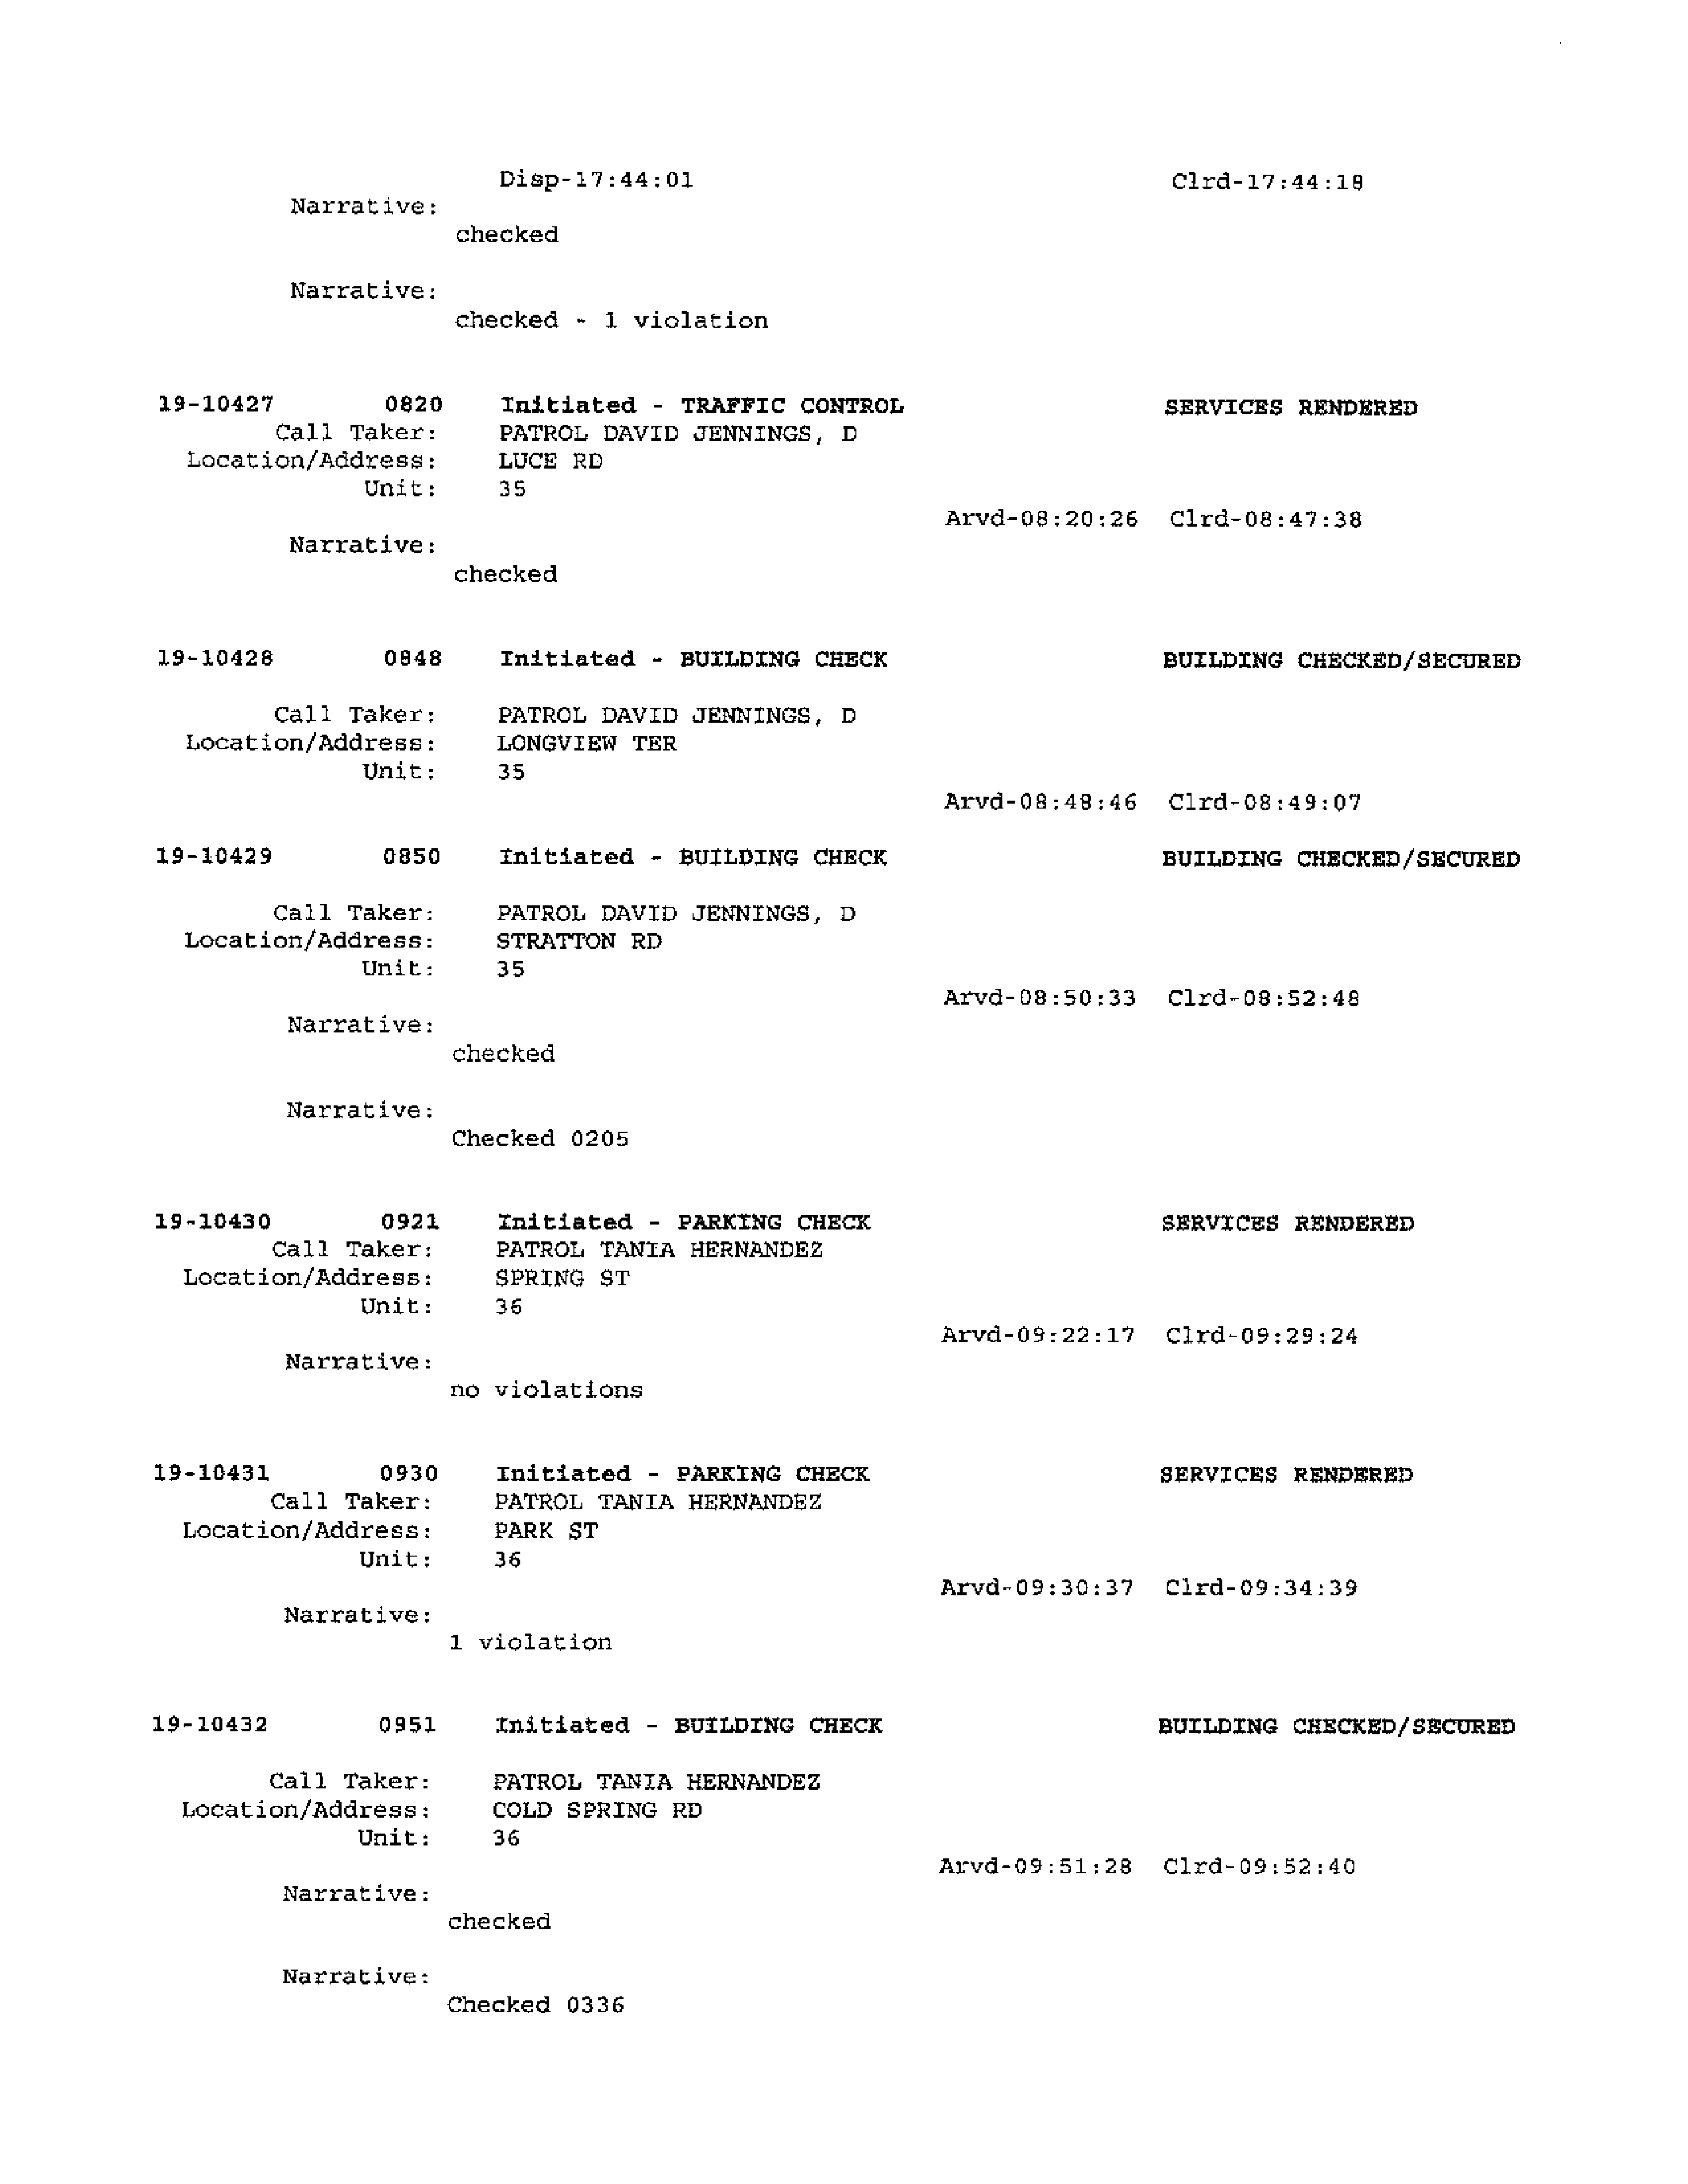 Disp-17:44:01 Clrd-17:44:18
Narrative:
checked
Narrative:
checked - 1 violation
19-10427 0820 Initiated - TRAFFIC CONTROL SERVICES RENDERED
Call Taker: PATROL DAVID JENNINGS, D
Location/Address: LUCE RD
Unit: 35
Arvd-08:20:26 Clrd-08:47:38
Narrative:
checked
19-10428 0848 Initiated - BUILDING CHECK BUILDING CHECKED/SECURED
Call Taker: PATROL DAVID JENNINGS, D
Location/Address: LONGVIEW TER
Unit: 35
Arvd-08:48:46 Clrd-08:49:07
19-10429 0850 Initiated - BUILDING CHECK BUILDING CHECKED/SECURED
Call Taker: PATROL DAVID JENNINGS, D
Location/Address: STRATTON RD
Unit: 35
Arvd-08:50:33 Clrd-08:52:48
Narrative:
checked
Narrative:
Checked 0205
19-10430 0921 Initiated - PARKING CHECK SERVICES RENDERED
Call Taker: PATROL TANIA HERNANDEZ
Location/Address: SPRING ST
Unit: 36
Arvd-09:22:17 Clrd-09:29:24
Narrative:
no violations
19-10431 0930 Initiated - PARKING CHECK SERVICES RENDERED
Call Taker: PATROL TANIA HERNANDEZ
Location/Address: PARK ST
Unit: 36
Arvd-09:30:37 Clrd-09:34:39
Narrative:
1 violation
19-10432 0951 Initiated - BUILDING CHECK BUILDING CHECKED/SECURED
Call Taker: PATROL TANIA HERNANDEZ
Location/Address: COLD SPRING RD
Unit: 36
Arvd-09:51:28 Clrd-09:52:40
Narrative:
checked
Narrative:
Checked 0336